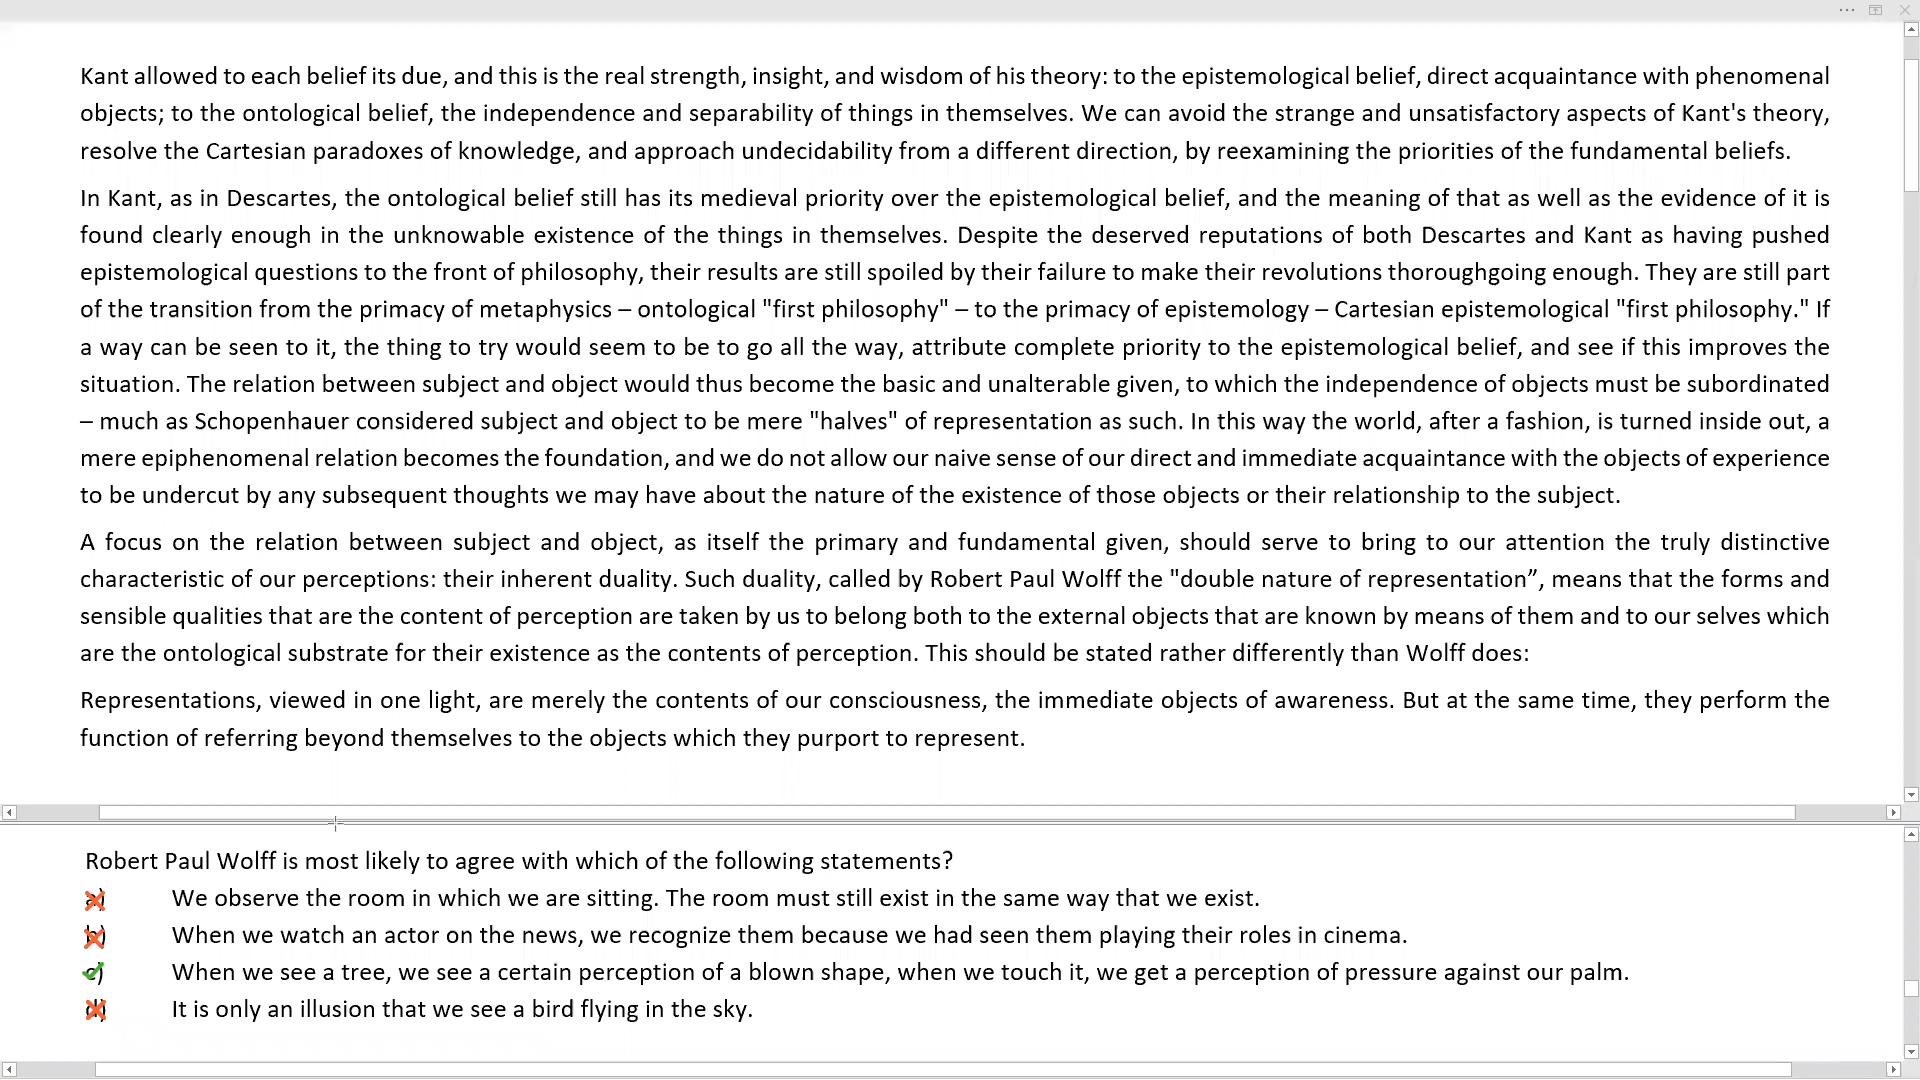 Kant allowed to each belief its due, and this is the real strength, insight, and wisdom of his theory: to the epistemological belief, direct acquaintance with phenomenal
objects; to the ontological belief, the independence and separability of things in themselves. We can avoid the strange and unsatisfactory aspects of Kant's theory,
resolve the Cartesian paradoxes of knowledge, and approach undecidability from a different direction, by reexamining the priorities of the fundamental beliefs.
In Kant, as in Descartes, the ontological belief still has its medieval priority over the epistemological belief, and the meaning of that as well as the evidence of it is
found clearly enough in the unknowable existence of the things in themselves. Despite the deserved reputations of both Descartes and Kant as having pushed
epistemological questions to the front of philosophy, their results are still spoiled by their failure to make their revolutions thoroughgoing enough. They are still part
of the transition from the primacy of metaphysics – ontological "first philosophy" – to the primacy of epistemology – Cartesian epistemological "first philosophy." If
a way can be seen to it, the thing to try would seem to be to go all the way, attribute complete priority to the epistemological belief, and see if this improves the
situation. The relation between subject and object would thus become the basic and unalterable given, to which the independence of objects must be subordinated
– much as Schopenhauer considered subject and object to be mere "halves" of representation as such. In this way the world, after a fashion, is turned inside out, a
mere epiphenomenal relation becomes the foundation, and we do not allow our naive sense of our direct and immediate acquaintance with the objects of experience
to be undercut by any subsequent thoughts we may have about the nature of the existence of those objects or their relationship to the subject.
A focus on the relation between subject and object, as itself the primary and fundamental given, should serve to bring to our attention the truly distinctive
characteristic of our perceptions: their inherent duality. Such duality, called by Robert Paul Wolff the "double nature of representation”, means that the forms and
sensible qualities that are the content of perception are taken by us to belong both to the external objects that are known by means of them and to our selves which
are the ontological substrate for their existence as the contents of perception. This should be stated rather differently than Wolff does:
Representations, viewed in one light, are merely the contents of our consciousness, the immediate objects of awareness. But at the same time, they perform the
function of referring beyond themselves to the objects which they purport to represent.
Robert Paul Wolff is most likely to agree with which of the following statements?
a) We observe the room in which we are sitting. The room must still exist in the same way that we exist.
b) When we watch an actor on the news, we recognize them because we had seen them playing their roles in cinema.
c) When we see a tree, we see a certain perception of a blown shape, when we touch it, we get a perception of pressure against our palm.
d) It is only an illusion that we see a bird flying in the sky.